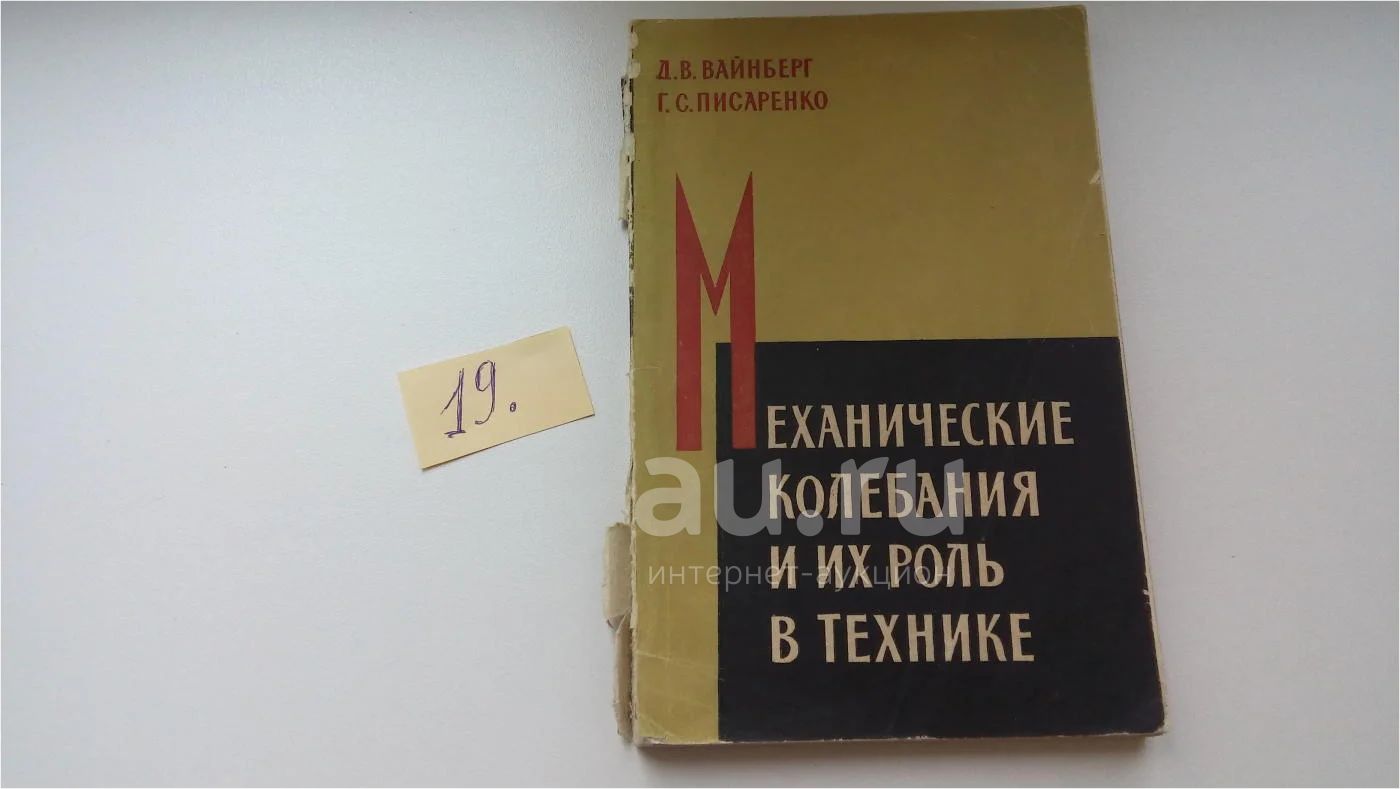 Д.В. ВАЙНБЕРГ
Г.С. ПИСАРЕНКО
МЕХАНИЧЕСКИЕ
КОЛЕБАНИЯ
И ИХ РОЛЬ
В ТЕХНИКЕ
19.
au.ru
интернет-аукцион